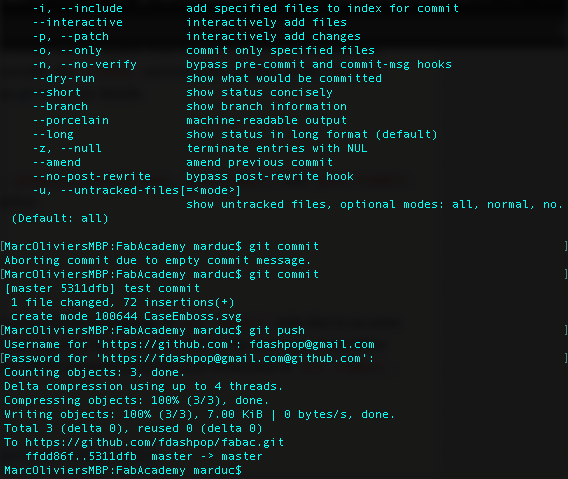 -i, --include         add specified files to index for commit
--interactive         interactively add files
-p, --patch           interactively add changes
-o, --only            commit only specified files
-n, --no-verify       bypass pre-commit and commit-msg hooks
--dry-run             show what would be committed
--short               show status concisely
--branch              show branch information
--porcelain           machine-readable output
--long                show status in long format (default)
-z, --null            terminate entries with NUL
--amend               amend previous commit
--no-post-rewrite     bypass post-rewrite hook
-u, --untracked-files[=<mode>]
show untracked files, optional modes: all, normal, no.
(Default: all)
[MarcOliviersMBP:FabAcademy marduc$ git commit ]
Aborting commit due to empty commit message.
[MarcOliviersMBP:FabAcademy marduc$ git commit ]
[master 5311dfb] test commit
1 file changed, 72 insertions(+)
create mode 100644 CaseEmboss.svg
[MarcOliviersMBP:FabAcademy marduc$ git push ]
Username for 'https://github.com': fdashpop@gmail.com
[Password for 'https://fdashpop@gmail.com@github.com': ]
Counting objects: 3, done.
Delta compression using up to 4 threads.
Compressing objects: 100% (3/3), done.
Writing objects: 100% (3/3), 7.00 KiB | 0 bytes/s, done.
Total 3 (delta 0), reused 0 (delta 0)
To https://github.com/fdashpop/fabac.git
ffdd86f..5311dfb  master -> master
MarcOliviersMBP:FabAcademy marduc$